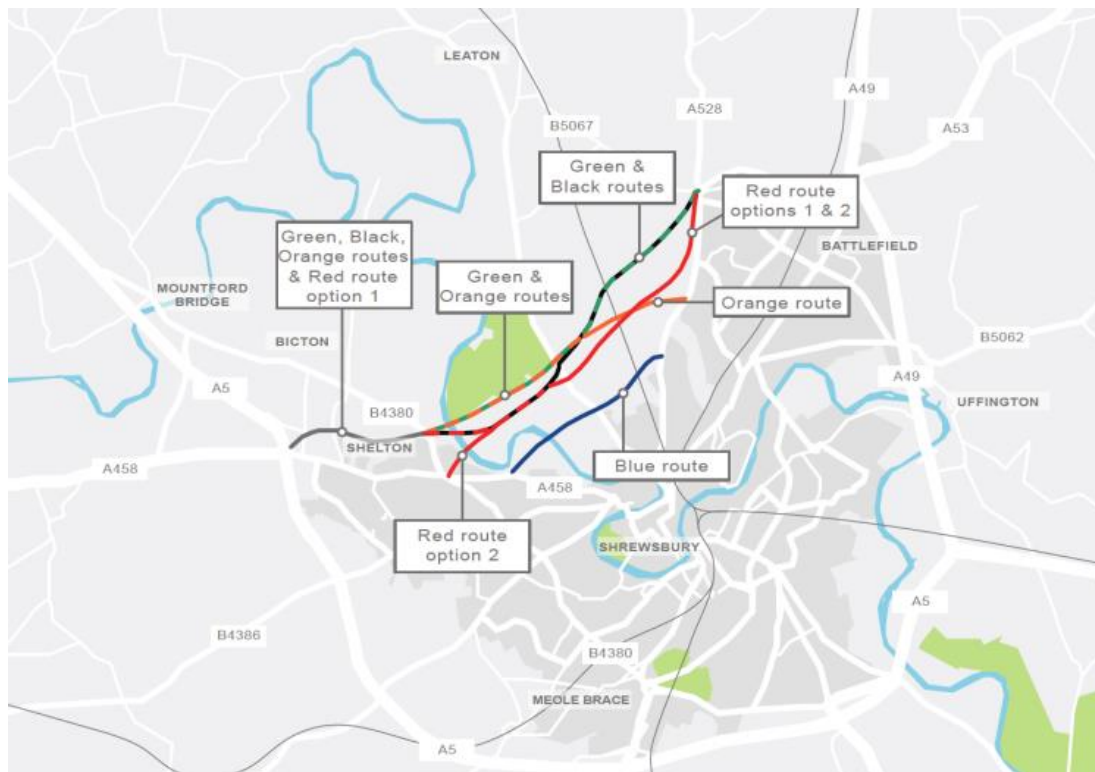 LEATON
A528
A49
B5067
A53
Green &
Black routes
Red route
options 1 & 2
Green, Black,
Orange routes
& Red route
option 1
BATTLEFIELD
Green &
Orange routes
MOUNTFORD
BRIDGE
Orange route
BICTON
B5062
A5
A49
B4380
UFFINGTON
SHELTON
A458
Blue route
A458
Red route
option 2
SHREWSBURY
A5
B4386
B4380
MEOLE BRACE
A5